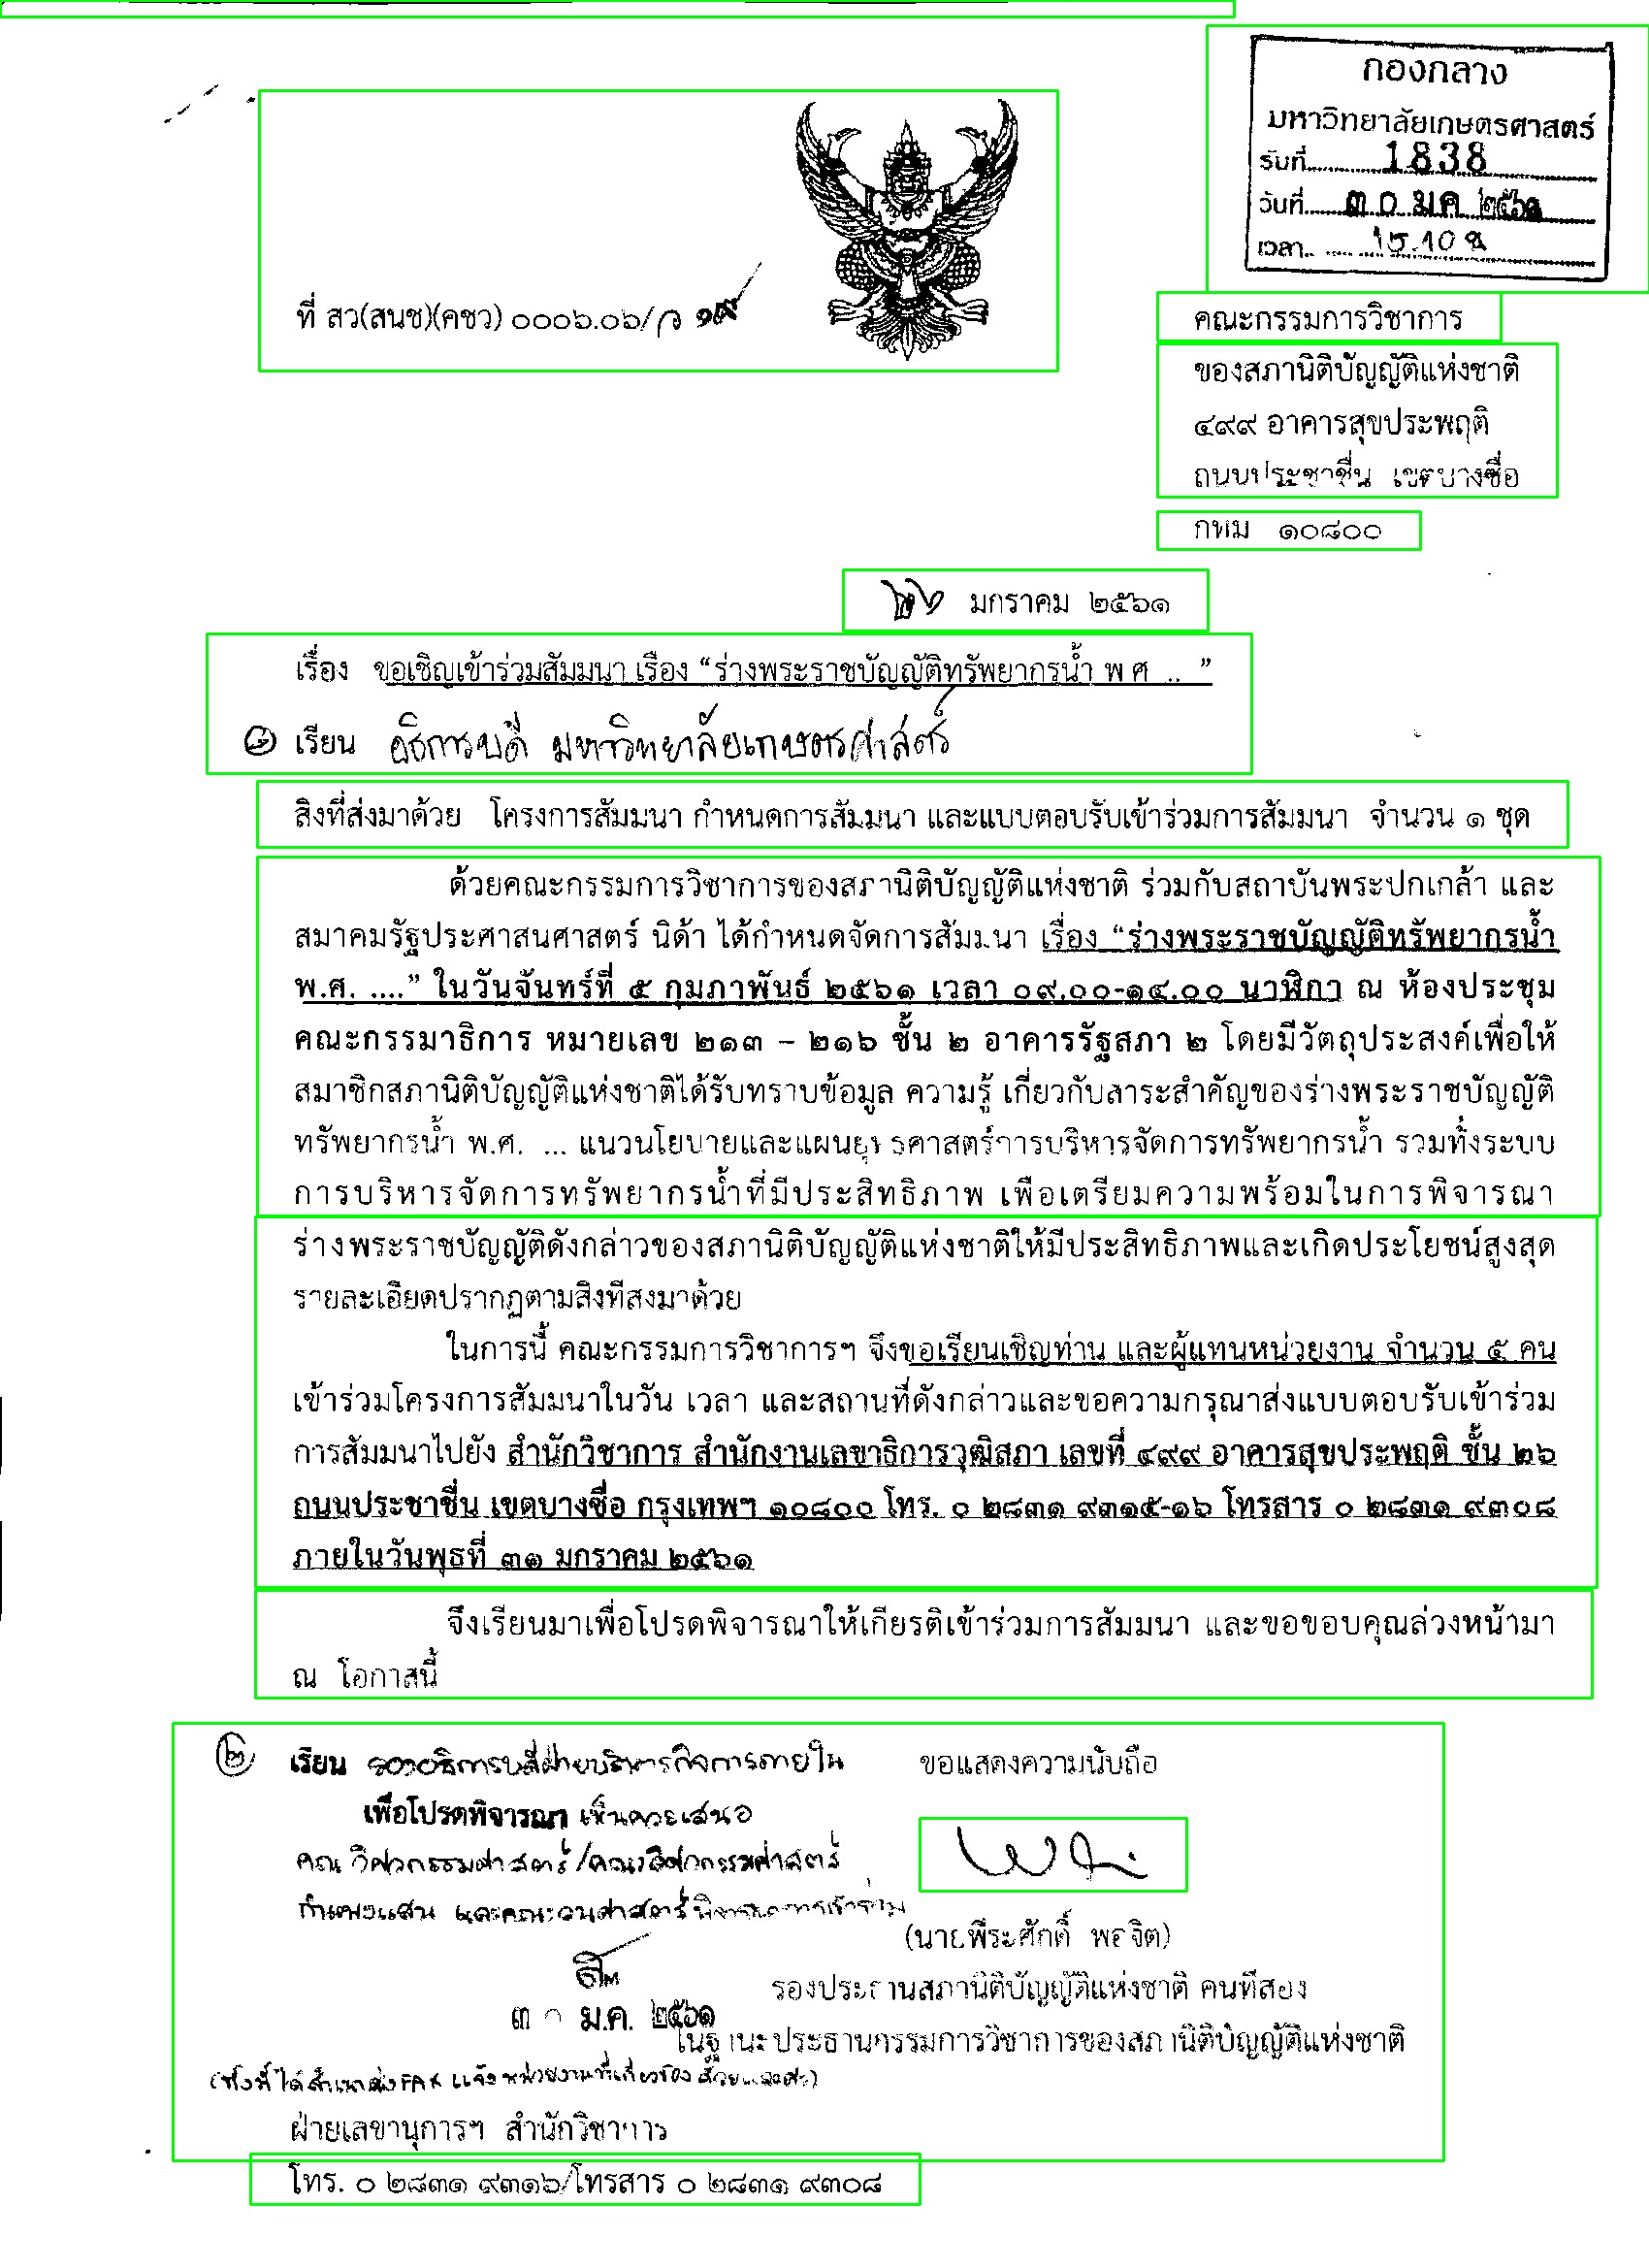 กองกลาง
มหาวิทยาลัยเกษตรศาสตร์
รับที่ 1838
วันที่ ๓๐ ม.ค. ๒๕๖๑
เวลา
ที่ สว(สนช)(คชว) ๐๐๐๖.๐๖/ว ๑๙
คณะกรรมการวิชาการ
ของสภานิติบัญญัติแห่งชาติ
๔๙๙ อาคารสุขประพฤติ
ถนนประชาชื่น เขตบางซื่อ
กทม ๑๐๘๐๐
๒๖ มกราคม ๒๕๖๑
เรื่อง ขอเชิญเข้าร่วมสัมมนา เรื่อง “ร่างพระราชบัญญัติทรัพยากรน้ำ พ ศ .. ”
๑ เรียน อธิการบดี มหาวิทยาลัยเกษตรศาสตร์
สิ่งที่ส่งมาด้วย โครงการสัมมนา กำหนดการสัมมนา และแบบตอบรับเข้าร่วมการสัมมนา จำนวน ๑ ชุด
ด้วยคณะกรรมการวิชาการของสภานิติบัญญัติแห่งชาติ ร่วมกับสถาบันพระปกเกล้า และ
สมาคมรัฐประศาสนศาสตร์ นิด้า ได้กำหนดจัดการสัมมนา เรื่อง “ร่างพระราชบัญญัติทรัพยากรน้ำ
พ.ศ. ....” ในวันจันทร์ที่ ๕ กุมภาพันธ์ ๒๕๖๑ เวลา ๐๙.๐๐-๑๔.๐๐ นาฬิกา ณ ห้องประชุม
คณะกรรมาธิการ หมายเลข ๒๑๓ – ๒๑๖ ชั้น ๒ อาคารรัฐสภา ๒ โดยมีวัตถุประสงค์เพื่อให้
สมาชิกสภานิติบัญญัติแห่งชาติได้รับทราบข้อมูล ความรู้ เกี่ยวกับสาระสำคัญของร่างพระราชบัญญัติ
ทรัพยากรน้ำ พ.ศ. ... แนวนโยบายและแผนยุทธศาสตร์การบริหารจัดการทรัพยากรน้ำ รวมทั้งระบบ
การบริหารจัดการทรัพยากรน้ำที่มีประสิทธิภาพ เพื่อเตรียมความพร้อมในการพิจารณา
ร่างพระราชบัญญัติดังกล่าวของสภานิติบัญญัติแห่งชาติให้มีประสิทธิภาพและเกิดประโยชน์สูงสุด
รายละเอียดปรากฏตามสิ่งที่ส่งมาด้วย
ในการนี้ คณะกรรมการวิชาการฯ จึงขอเรียนเชิญท่าน และผู้แทนหน่วยงาน จำนวน ๕ คน
เข้าร่วมโครงการสัมมนาในวัน เวลา และสถานที่ดังกล่าวและขอความกรุณาส่งแบบตอบรับเข้าร่วม
การสัมมนาไปยัง สำนักวิชาการ สำนักงานเลขาธิการวุฒิสภา เลขที่ ๔๙๙ อาคารสุขประพฤติ ชั้น ๒๖
ถนนประชาชื่น เขตบางซื่อ กรุงเทพฯ ๑๐๘๐๐ โทร. ๐ ๒๘๓๑ ๙๓๑๕-๑๖ โทรสาร ๐ ๒๘๓๑ ๙๓๐๘
ภายในวันพุธที่ ๓๑ มกราคม ๒๕๖๑
จึงเรียนมาเพื่อโปรดพิจารณาให้เกียรติเข้าร่วมการสัมมนา และขอขอบคุณล่วงหน้ามา
ณ โอกาสนี้
๒ เรียน รองอธิการบดีฝ่ายบริหารกิจการภายใน
ขอแสดงความนับถือ
เพื่อโปรดพิจารณา เห็นควรเสนอ
คณะวิศวกรรมศาสตร์/คณะวิศวกรรมศาสตร์
กำแพงแสน และคณะวนศาสตร์ พิจารณาการเข้าร่วม
(นายพีระศักดิ์ พอจิต)
รองประธานสภานิติบัญญัติแห่งชาติ คนที่สอง
๓๐ ม.ค. ๒๕๖๑
ในฐานะประธานกรรมการวิชาการของสภานิติบัญญัติแห่งชาติ
(ทั้งนี้ได้สำเนาส่ง FAX แจ้งหน่วยงานที่เกี่ยวข้องด้วยแล้วค่ะ)
ฝ่ายเลขานุการฯ สำนักวิชาการ
โทร. ๐ ๒๘๓๑ ๙๓๑๖/โทรสาร ๐ ๒๘๓๑ ๙๓๐๘